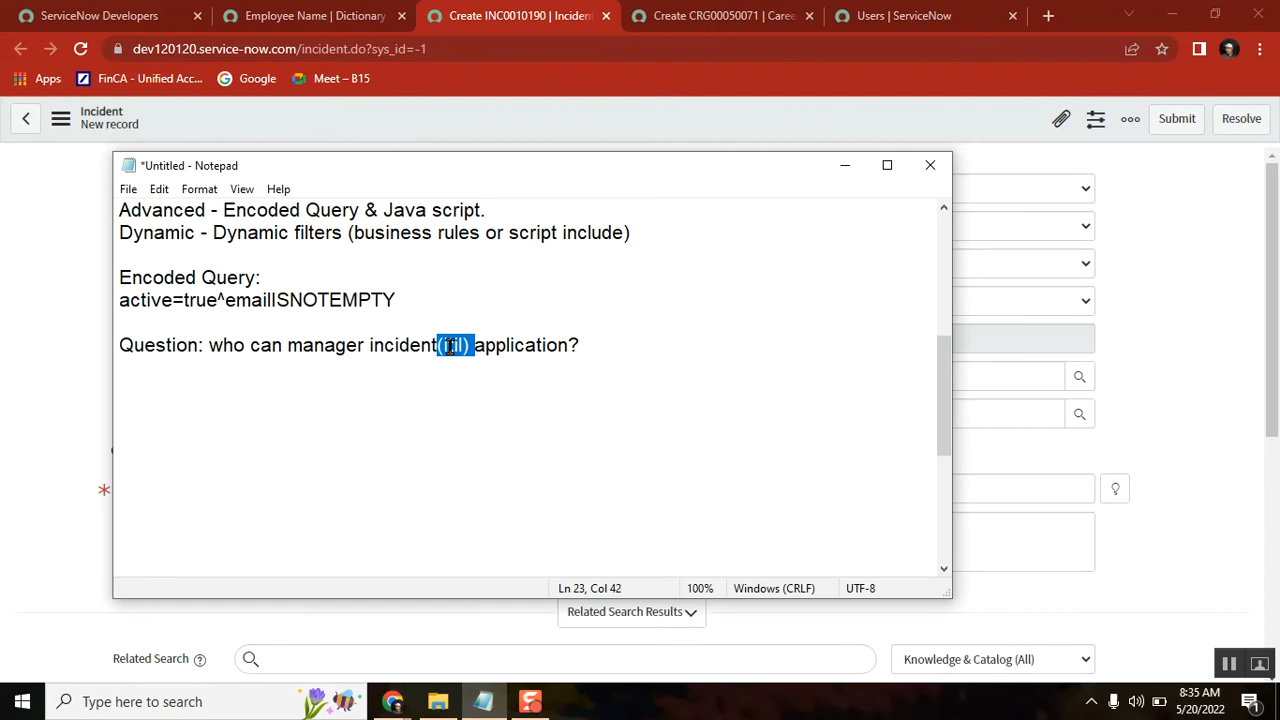 ServiceNow Developers
Employee Name | Dictionary
Create INC0010190 | Incident
Create CRG00050071 | Caree
Users | ServiceNow
dev120120.service-now.com/incident.do?sys_id=-1
Apps
FinCA - Unified Acc...
Google
Meet – B15
Incident
New record
Submit
Resolve
*Untitled - Notepad
File Edit Format View Help
Advanced - Encoded Query & Java script.
Dynamic - Dynamic filters (business rules or script include)
Encoded Query:
active=true^emailISNOTEMPTY
Question: who can manager incident(itil) application?
Ln 23, Col 42
100%
Windows (CRLF)
UTF-8
Related Search Results
Related Search
Knowledge & Catalog (All)
Type here to search
8:35 AM
5/20/2022
1